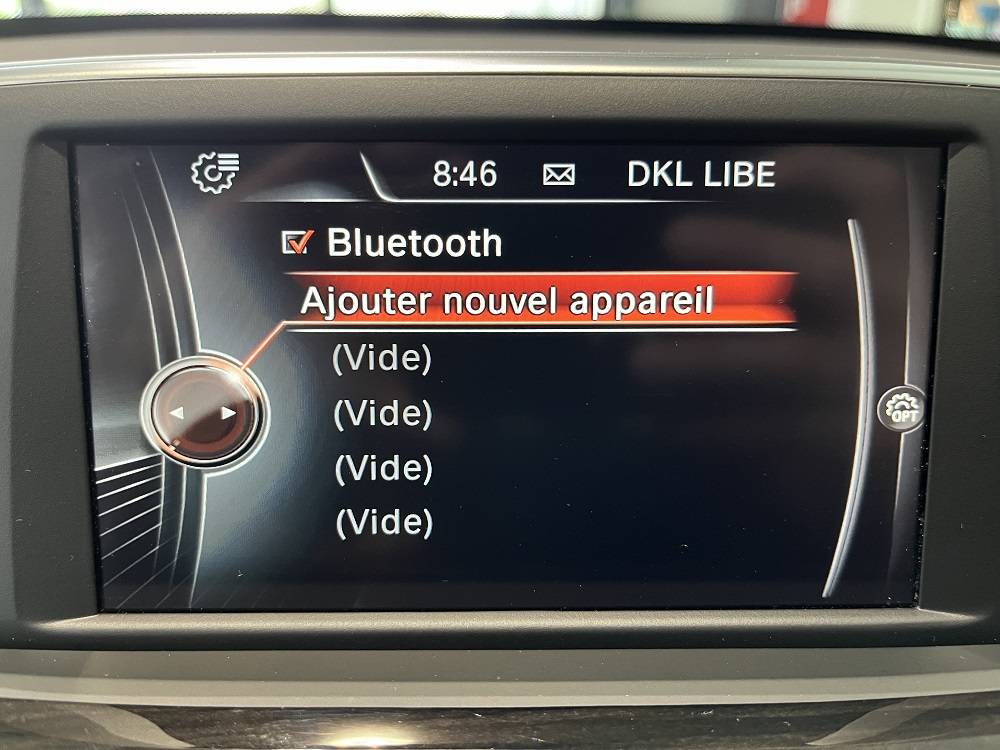 8:46 DKL LIBE
Bluetooth
Ajouter nouvel appareil
(Vide)
(Vide)
OPT
(Vide)
(Vide)